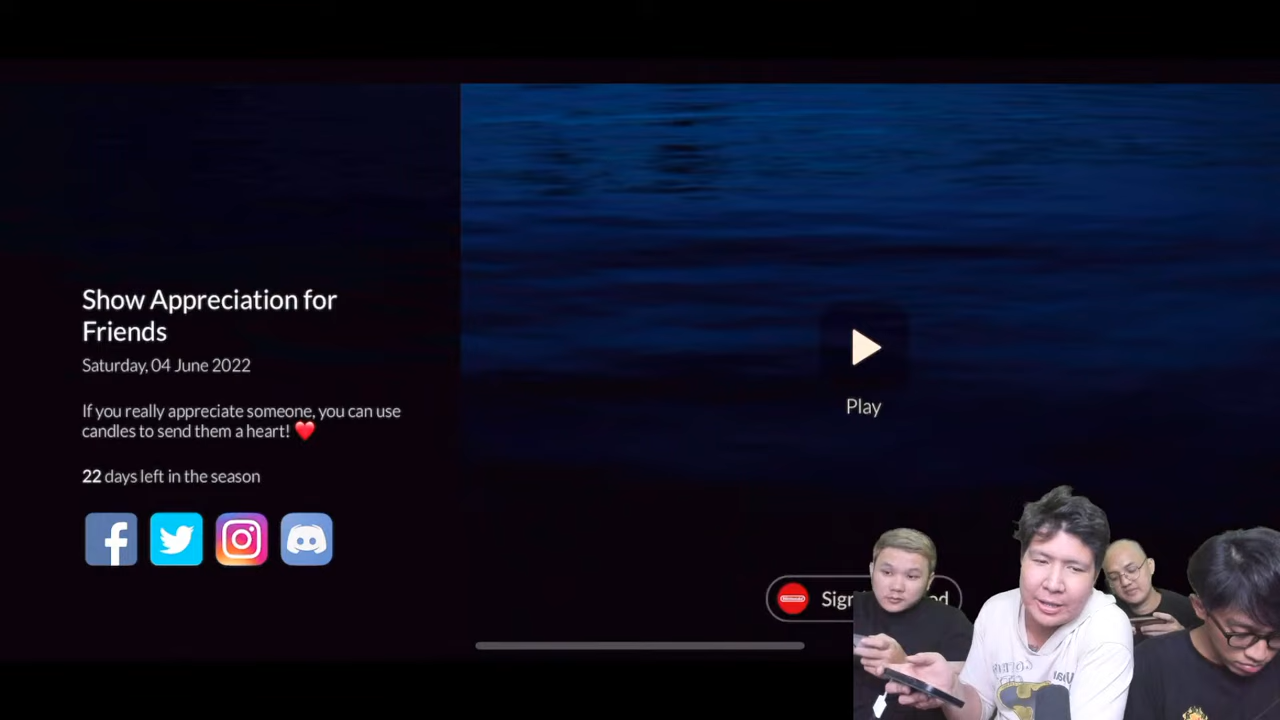 Show Appreciation for
Friends
Saturday, 04 June 2022
If you really appreciate someone, you can use
candles to send them a heart! ❤️
22 days left in the season
Play